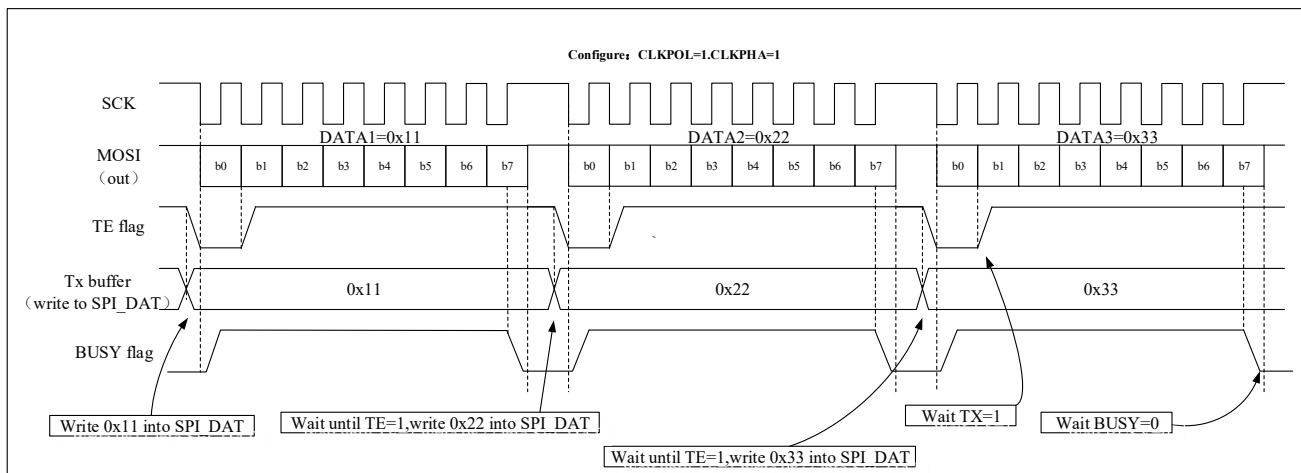 Configure：CLKPOL=1.CLKPHA=1
SCK
DATA1=0x11 DATA2=0x22 DATA3=0x33
MOSI
（out）
b0 b1 b2 b3 b4 b5 b6 b7 b0 b1 b2 b3 b4 b5 b6 b7 b0 b1 b2 b3 b4 b5 b6 b7
TE flag
Tx buffer
（write to SPI_DAT）
0x11 0x22 0x33
BUSY flag
Write 0x11 into SPI_DAT
Wait until TE=1,write 0x22 into SPI_DAT
Wait TX=1
Wait BUSY=0
Wait until TE=1,write 0x33 into SPI_DAT